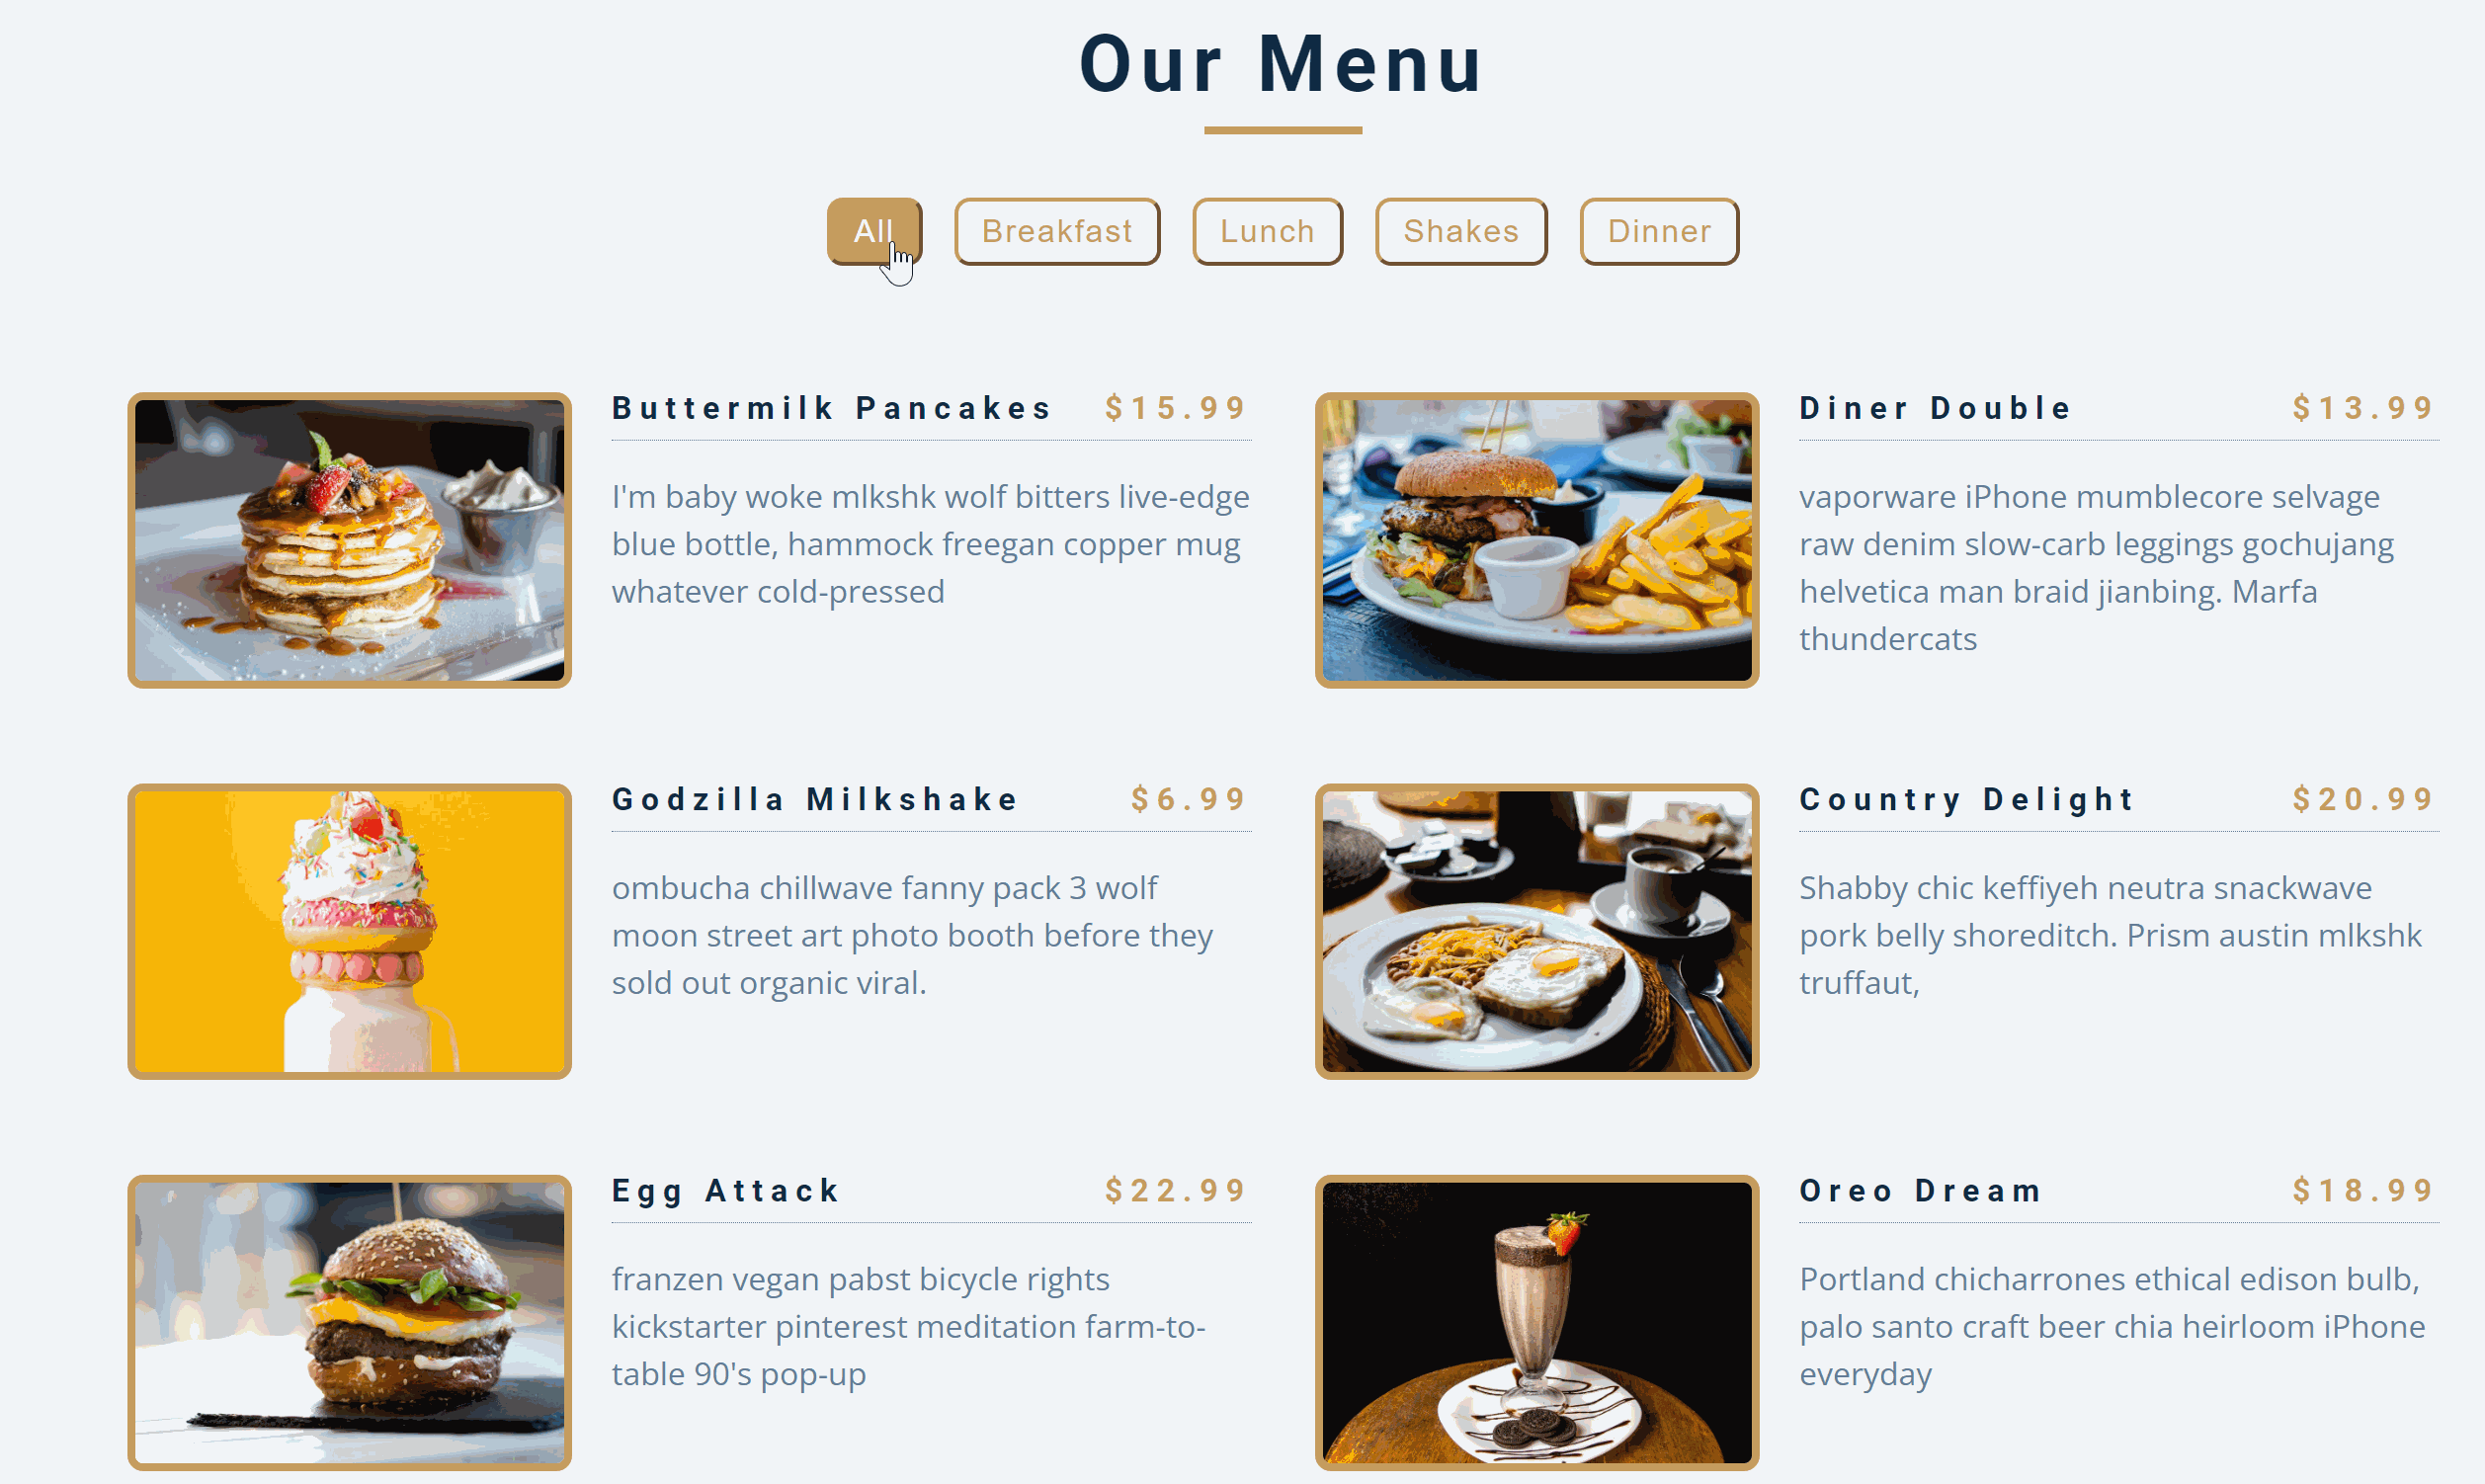 Our Menu
All
Breakfast
Lunch
Shakes
Dinner
Buttermilk Pancakes $15.99
I'm baby woke mlkshk wolf bitters live-edge
blue bottle, hammock freegan copper mug
whatever cold-pressed
Diner Double $13.99
vaporware iPhone mumblecore selvage
raw denim slow-carb leggings gochujang
helvetica man braid jianbing. Marfa
thundercats
Godzilla Milkshake $6.99
ombucha chillwave fanny pack 3 wolf
moon street art photo booth before they
sold out organic viral.
Country Delight $20.99
Shabby chic keffiyeh neutra snackwave
pork belly shoreditch. Prism austin mlkshk
truffaut,
Egg Attack $22.99
franzen vegan pabst bicycle rights
kickstarter pinterest meditation farm-to-
table 90's pop-up
Oreo Dream $18.99
Portland chicharrones ethical edison bulb,
palo santo craft beer chia heirloom iPhone
everyday